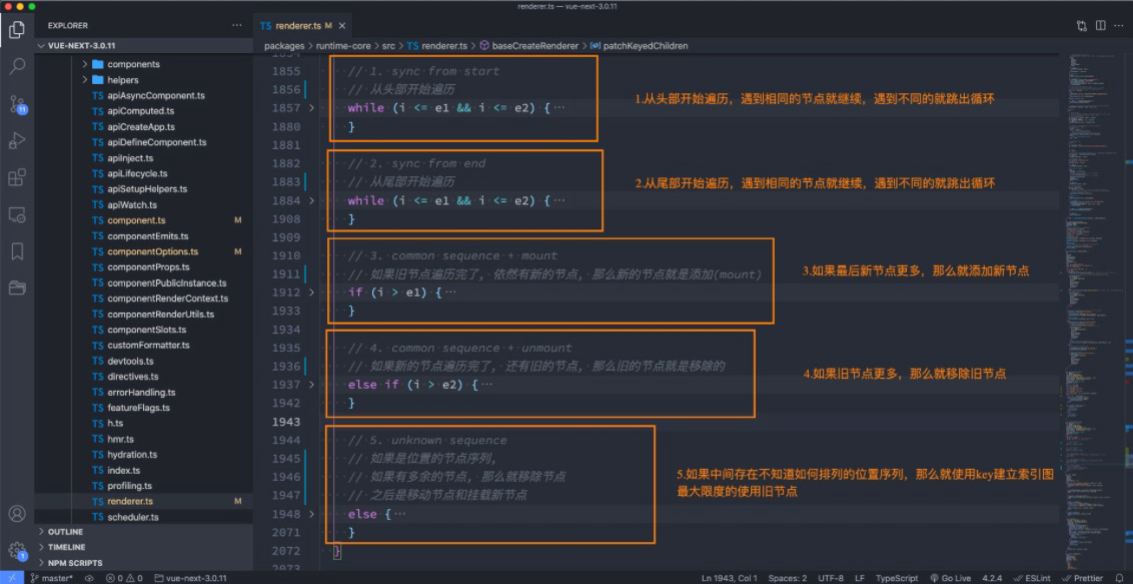 renderer.ts — vue-next-3.0.11
EXPLORER
TS renderer.ts M
VUE-NEXT-3.0.11
packages > runtime-core > src > TS renderer.ts > baseCreateRenderer > patchKeyedChildren
components
helpers
TS apiAsyncComponent.ts
TS apiComputed.ts
TS apiCreateApp.ts
TS apiDefineComponent.ts
TS apiInject.ts
TS apiLifecycle.ts
TS apiSetupHelpers.ts
TS apiWatch.ts
TS component.ts M
TS componentEmits.ts
TS componentOptions.ts M
TS componentProps.ts
TS componentPublicInstance.ts
TS componentRenderContext.ts
TS componentRenderUtils.ts
TS componentSlots.ts
TS customFormatter.ts
TS devtools.ts
TS directives.ts
TS errorHandling.ts
TS featureFlags.ts
TS h.ts
TS hmr.ts
TS hydration.ts
TS index.ts
TS profiling.ts
TS renderer.ts M
TS scheduler.ts
OUTLINE
TIMELINE
NPM SCRIPTS
11
1
1855 // 1. sync from start
1856 // 从头部开始遍历
1857 while (i <= e1 && i <= e2) {…
1880 }
1881
1882 // 2. sync from end
1883 // 从尾部开始遍历
1884 while (i <= e1 && i <= e2) {…
1908 }
1909
1910 // 3. common sequence + mount
1911 // 如果旧节点遍历完了, 依然有新的节点, 那么新的节点就是添加(mount)
1912 if (i > e1) {…
1933 }
1934
1935 // 4. common sequence + unmount
1936 // 如果新的节点遍历完了, 还有旧的节点, 那么旧的节点就是移除的
1937 else if (i > e2) {…
1942 }
1943
1944 // 5. unknown sequence
1945 // 如果是位置的节点序列,
1946 // 如果有多余的节点, 那么就移除节点
1947 // 之后是移动节点和挂载新节点
1948 else {…
2071 }
2072 }
2073
1.从头部开始遍历，遇到相同的节点就继续，遇到不同的就跳出循环
2.从尾部开始遍历，遇到相同的节点就继续，遇到不同的就跳出循环
3.如果最后新节点更多，那么就添加新节点
4.如果旧节点更多，那么就移除旧节点
5.如果中间存在不知道如何排列的位置序列，那么就使用key建立索引图
最大限度的使用旧节点
master* 0 0 vue-next-3.0.11
Ln 1943, Col 1 Spaces: 2 UTF-8 LF TypeScript Go Live 4.2.4 ESLint Prettier